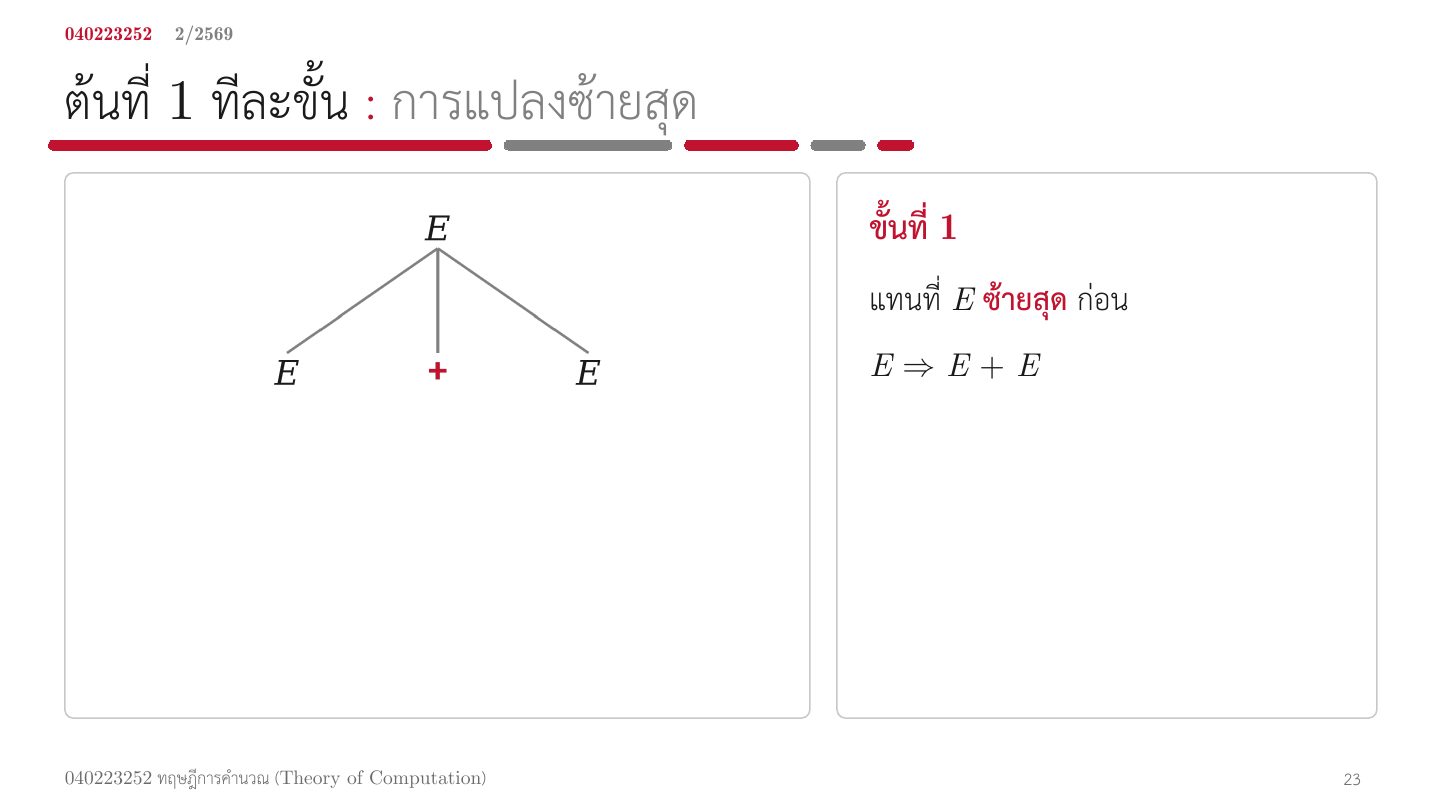 040223252 2/2569
ต้นที่ 1 ทีละขั้น : การแปลงซ้ายสุด
E
E + E
ขั้นที่ 1
แทนที่ E ซ้ายสุด ก่อน
E ⇒ E + E
040223252 ทฤษฎีการคำนวณ (Theory of Computation)
23